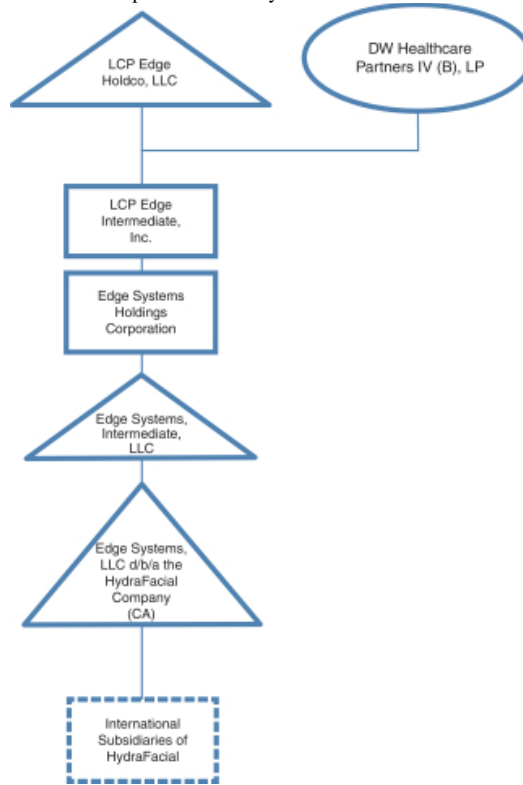 LCP Edge
Holdco, LLC
DW Healthcare
Partners IV (B), LP
LCP Edge
Intermediate,
Inc.
Edge Systems
Holdings
Corporation
Edge Systems,
Intermediate,
LLC
Edge Systems,
LLC d/b/a the
HydraFacial
Company
(CA)
International
Subsidiaries of
HydraFacial